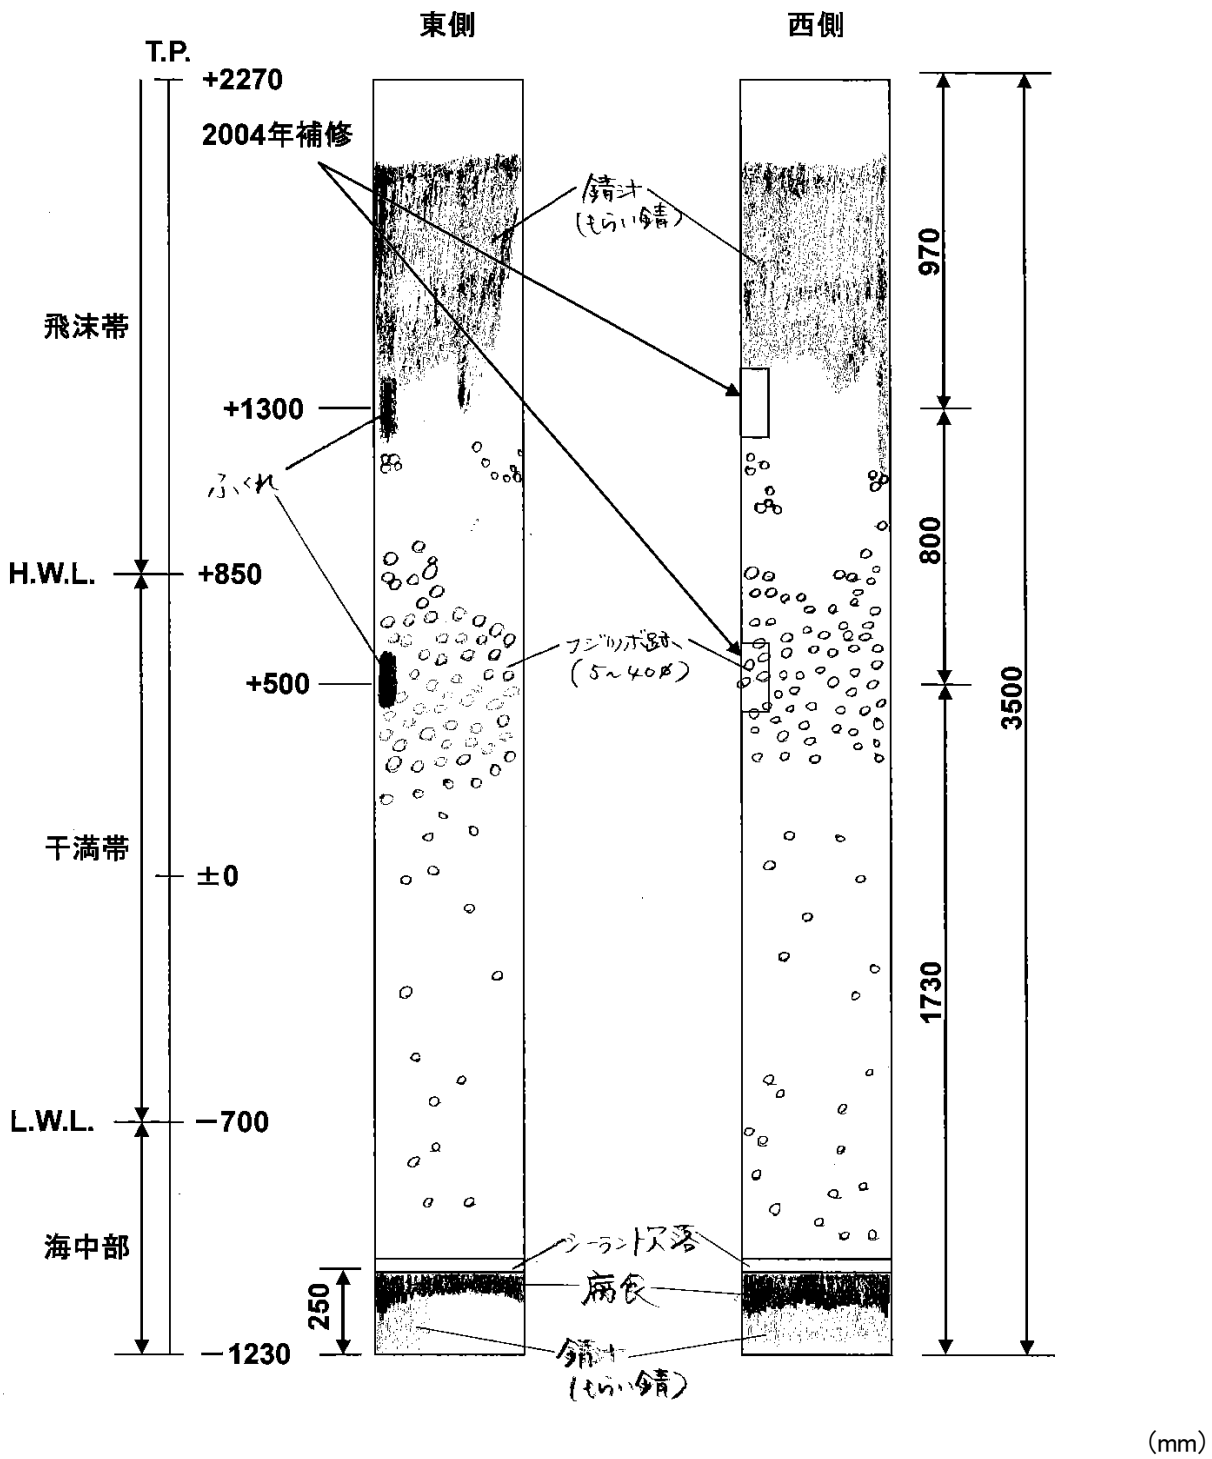 東側
西側
T.P.
+2270
2004年補修
錆汁
(もらい錆)
970
飛沫帯
+1300
ふくれ
800
H.W.L.
+850
フジツボ跡
(5~40φ)
+500
3500
干満帯
±0
1730
L.W.L.
−700
海中部
シーラント欠落
腐食
250
錆汁
(もらい錆)
−1230
(mm)